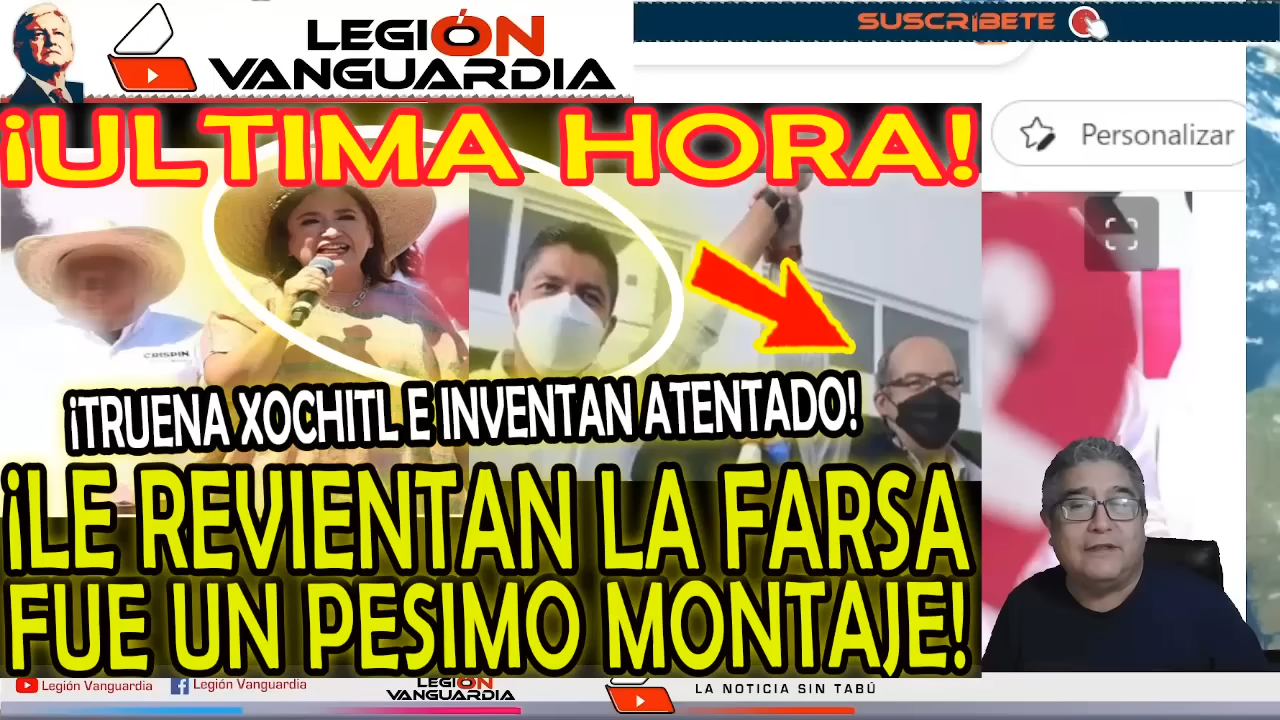 LEGIÓN
VANGUARDIA
SUSCRÍBETE
¡ULTIMA HORA!
Personalizar
CRISPIN
¡TRUENA XOCHITL E INVENTAN ATENTADO!
¡LE REVIENTAN LA FARSA
FUE UN PESIMO MONTAJE!
Legión Vanguardia
Legión Vanguardia
LEGIÓN
VANGUARDIA
LA NOTICIA SIN TABÚ